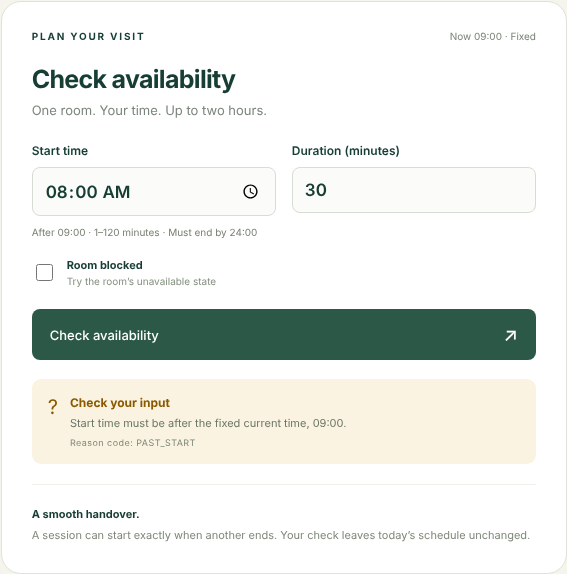 PLAN YOUR VISIT
Now 09:00 · Fixed
Check availability
One room. Your time. Up to two hours.
Start time
Duration (minutes)
08:00 AM
30
After 09:00 · 1–120 minutes · Must end by 24:00
Room blocked
Try the room’s unavailable state
Check availability
?
Check your input
Start time must be after the fixed current time, 09:00.
Reason code: PAST_START
A smooth handover.
A session can start exactly when another ends. Your check leaves today’s schedule unchanged.